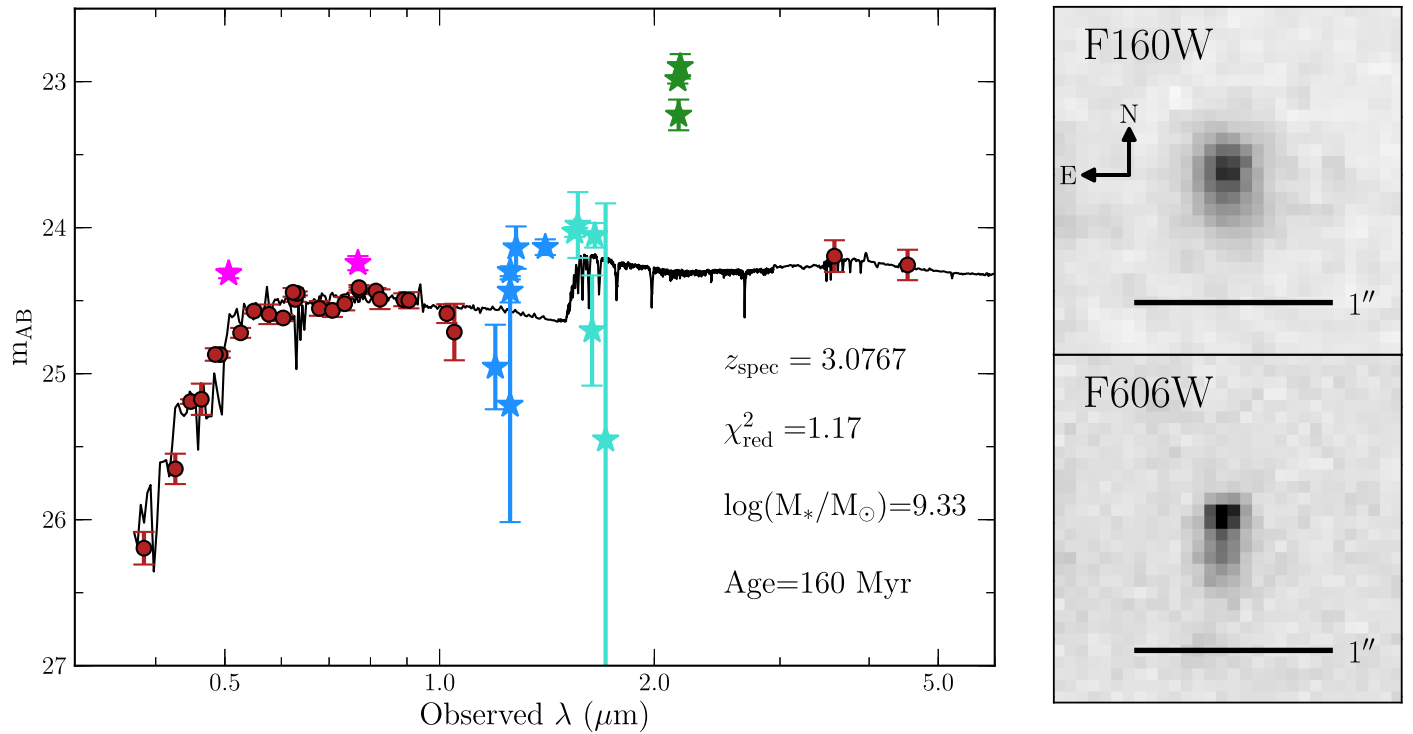 23
24
25
26
27
m_AB
0.5 1.0 2.0 5.0
Observed λ (μm)
z_spec = 3.0767
χ²_red =1.17
log(M_*/M_⊙)=9.33
Age=160 Myr
F160W
N
E
1″
F606W
1″